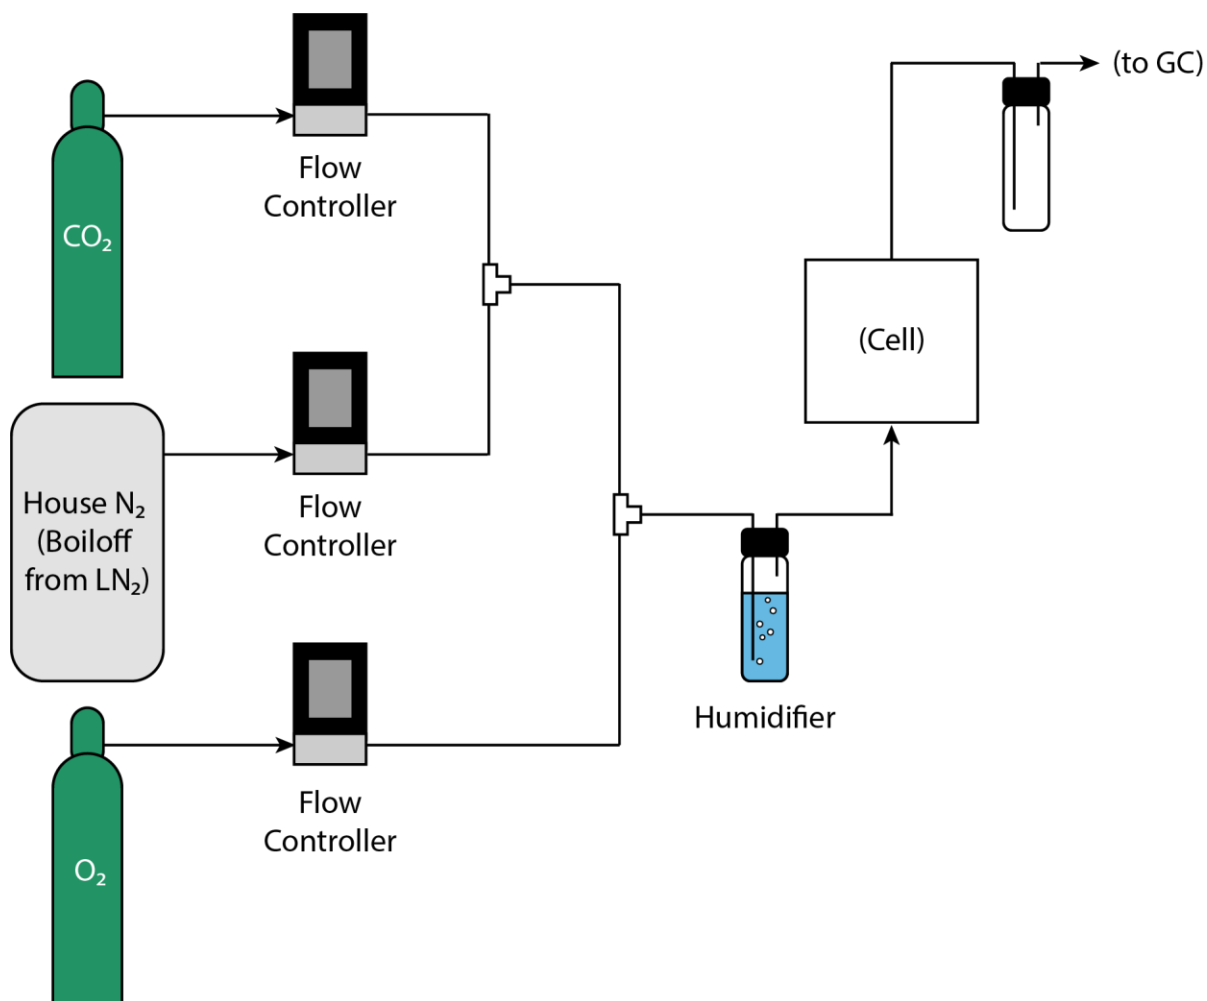 (to GC)
Flow
Controller
CO₂
(Cell)
House N₂
(Boiloff
from LN₂)
Flow
Controller
Humidifier
Flow
Controller
O₂